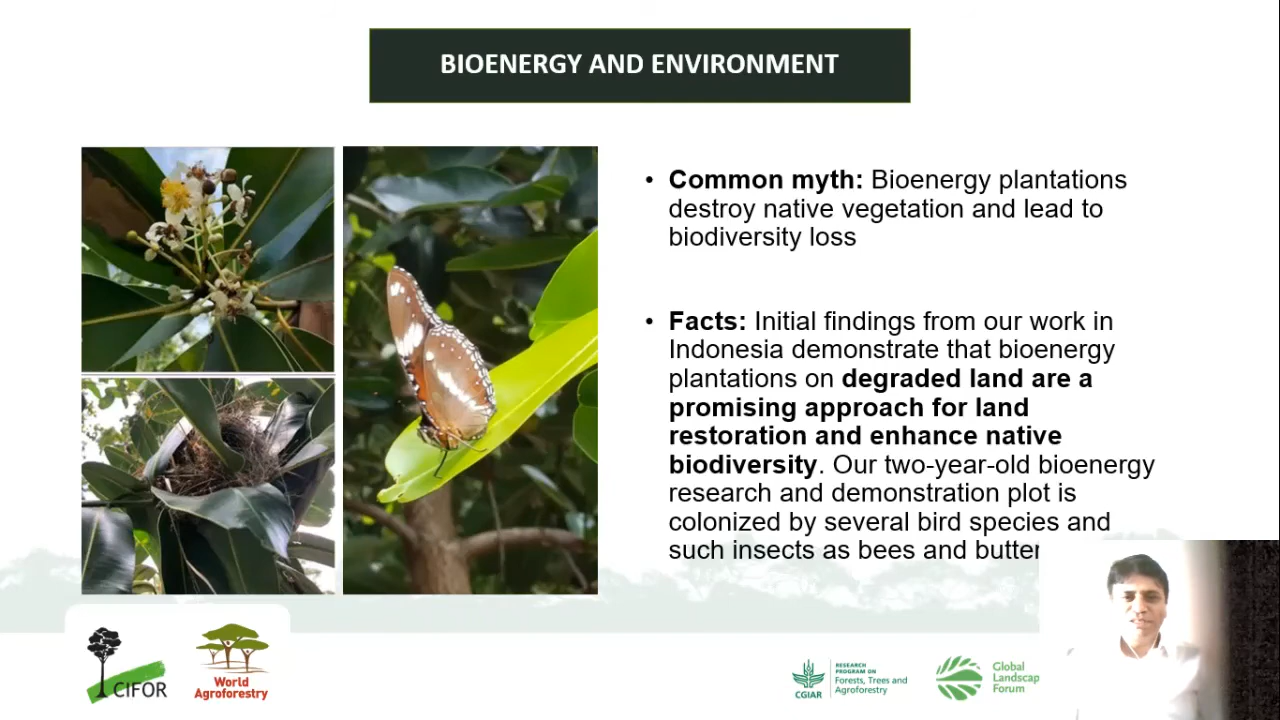 BIOENERGY AND ENVIRONMENT
• Common myth: Bioenergy plantations
destroy native vegetation and lead to
biodiversity loss
• Facts: Initial findings from our work in
Indonesia demonstrate that bioenergy
plantations on degraded land are a
promising approach for land
restoration and enhance native
biodiversity. Our two-year-old bioenergy
research and demonstration plot is
colonized by several bird species and
such insects as bees and
CIFOR
World
Agroforestry
CGIAR
RESEARCH
PROGRAM ON
Forests, Trees and
Agroforestry
Global
Landscap
Forum